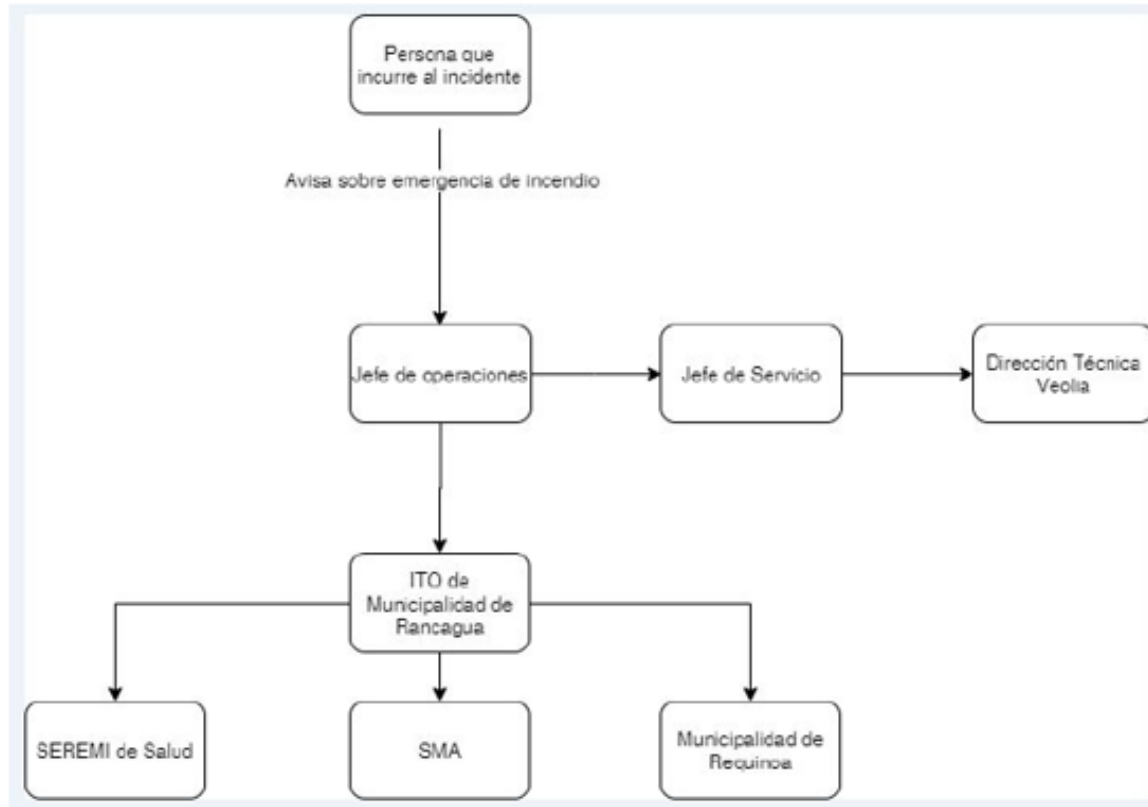 Persona que
incurre al incidente
Avisa sobre emergencia de incendio
Jefe de operaciones
Jefe de Servicio
Dirección Técnica
Veolia
ITO de
Municipalidad de
Rancagua
SEREMI de Salud
SMA
Municipalidad de
Requinoa